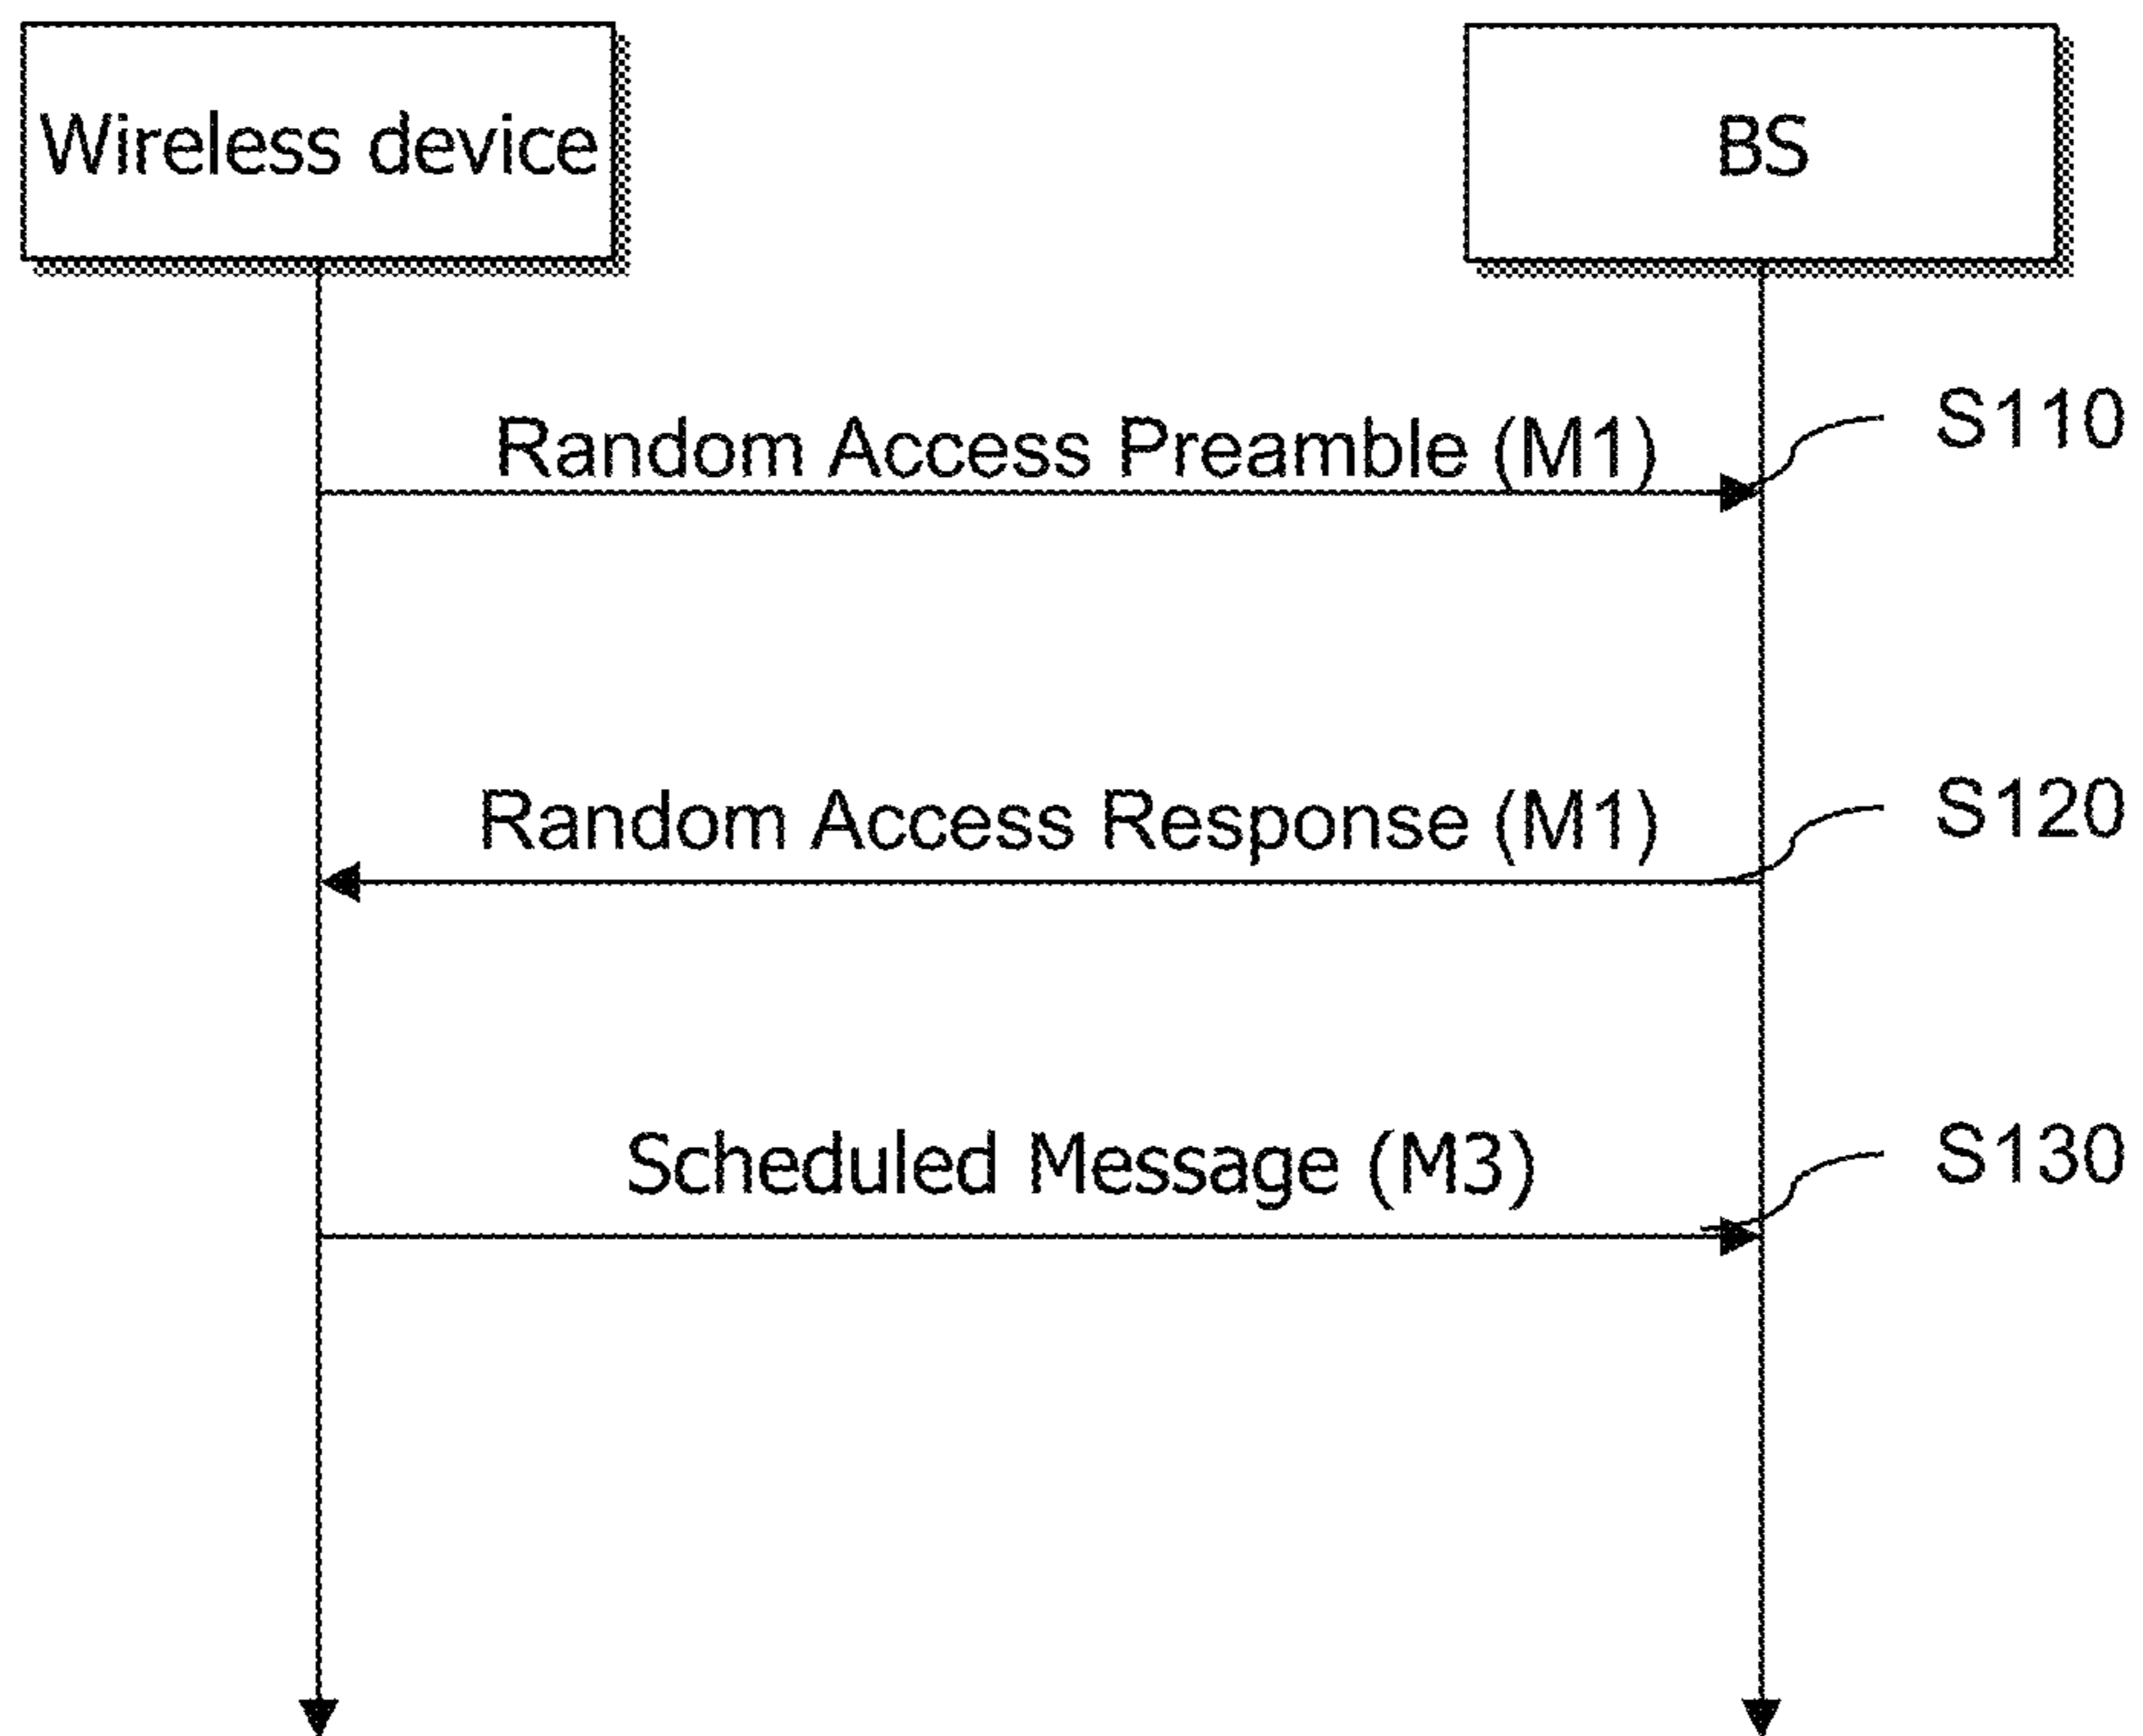 Wireless device
BS
Random Access Preamble (M1)
S110
Random Access Response (M1)
S120
Scheduled Message (M3)
S130